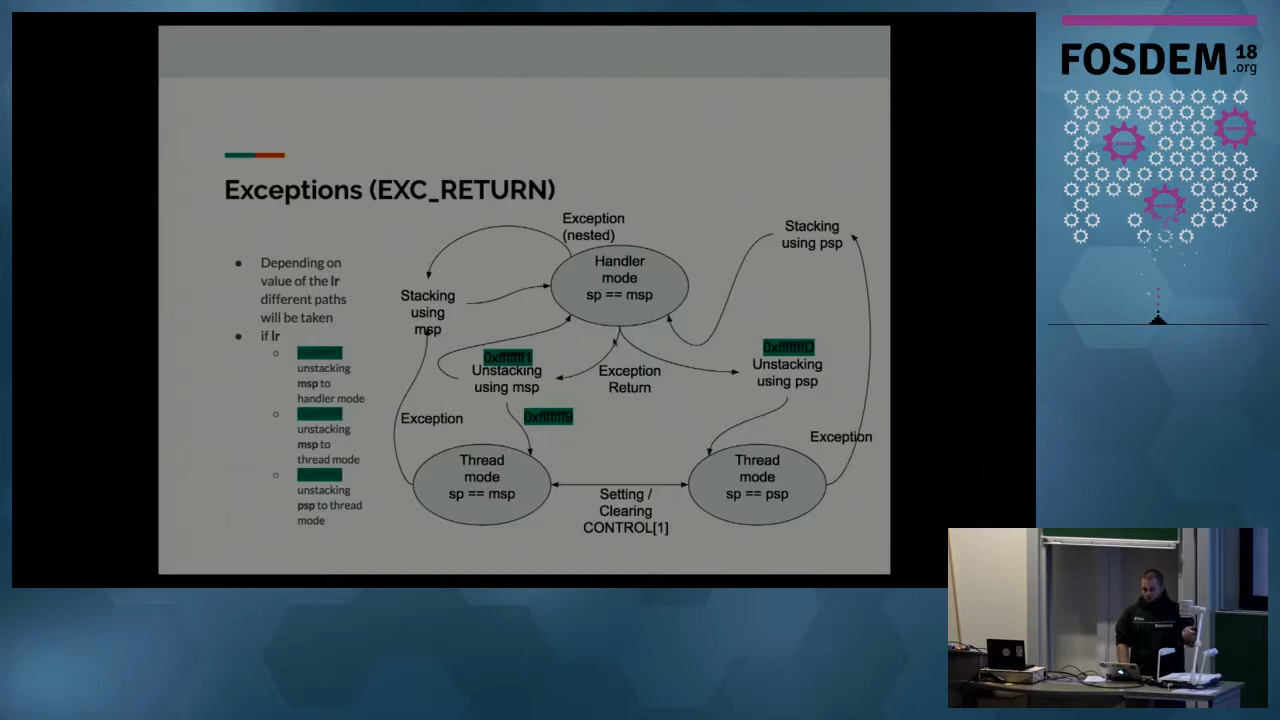 FOSDEM 18
.org
Exceptions (EXC_RETURN)
Depending on
value of the lr
different paths
will be taken
if lr
unstacking
msp to
handler mode
unstacking
msp to
thread mode
unstacking
psp to thread
mode
Exception
(nested)
Handler
mode
sp == msp
Stacking
using psp
Stacking
using
msp
0xfffffff1
Unstacking
using msp
Exception
Return
0xfffffffD
Unstacking
using psp
Exception
0xfffffff9
Exception
Thread
mode
sp == msp
Setting /
Clearing
CONTROL[1]
Thread
mode
sp == psp